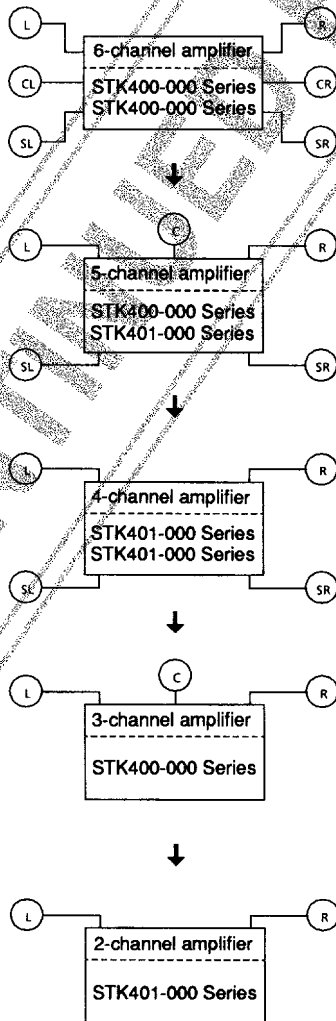 L R
6-channel amplifier
CL CR
STK400-000 Series
STK400-000 Series
SL SR
C
L R
5-channel amplifier
STK400-000 Series
STK401-000 Series
SL SR
L R
4-channel amplifier
STK401-000 Series
STK401-000 Series
SL SR
C
L R
3-channel amplifier
STK400-000 Series
L R
2-channel amplifier
STK401-000 Series